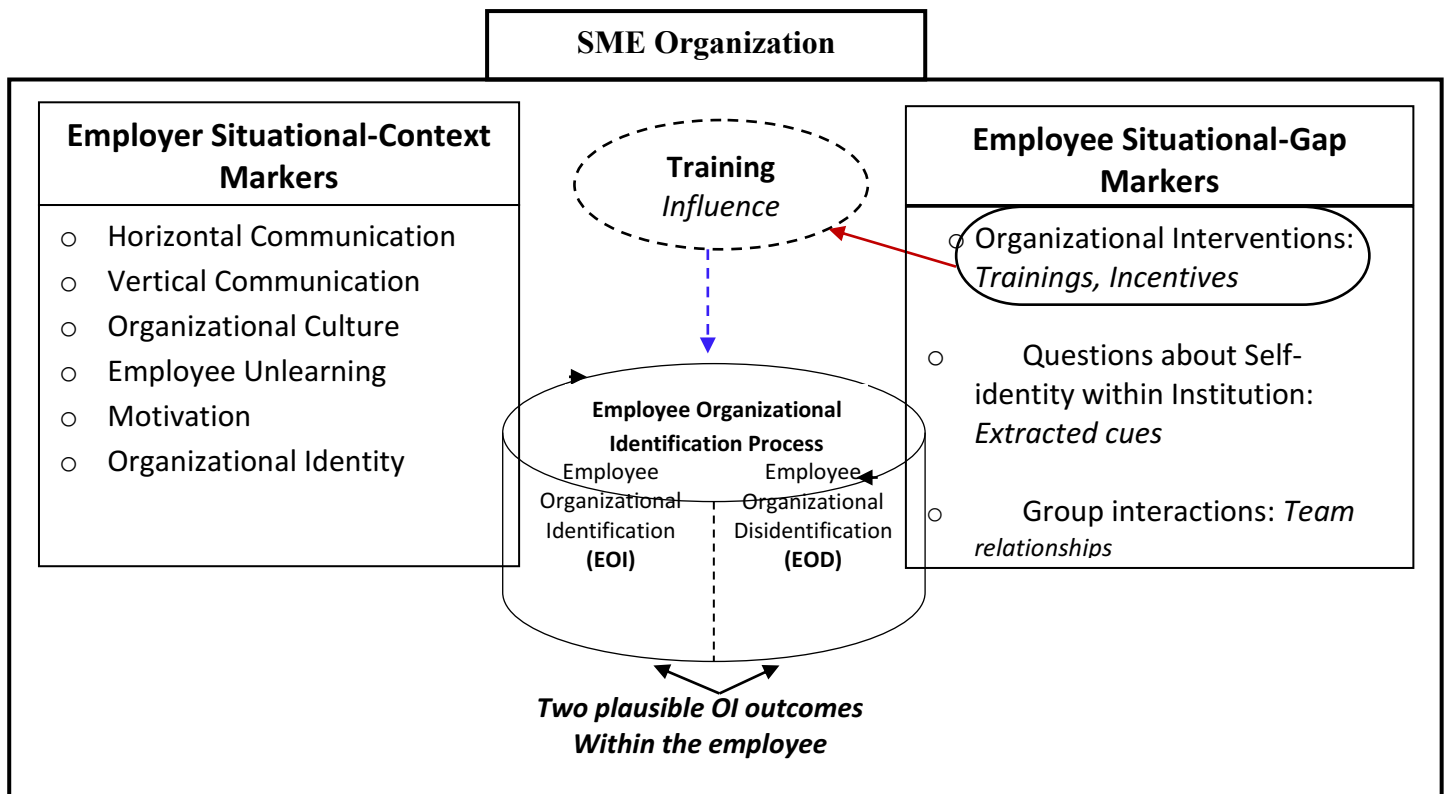 SME Organization
Employer Situational-Context
Markers
○ Horizontal Communication
○ Vertical Communication
○ Organizational Culture
○ Employee Unlearning
○ Motivation
○ Organizational Identity
Training
Influence
Employee Situational-Gap
Markers
○ Organizational Interventions:
Trainings, Incentives
○ Questions about Self-
identity within Institution:
Extracted cues
○ Group interactions: Team
relationships
Employee Organizational
Identification Process
Employee
Organizational
Identification
(EOI)
Employee
Organizational
Disidentification
(EOD)
Two plausible OI outcomes
Within the employee